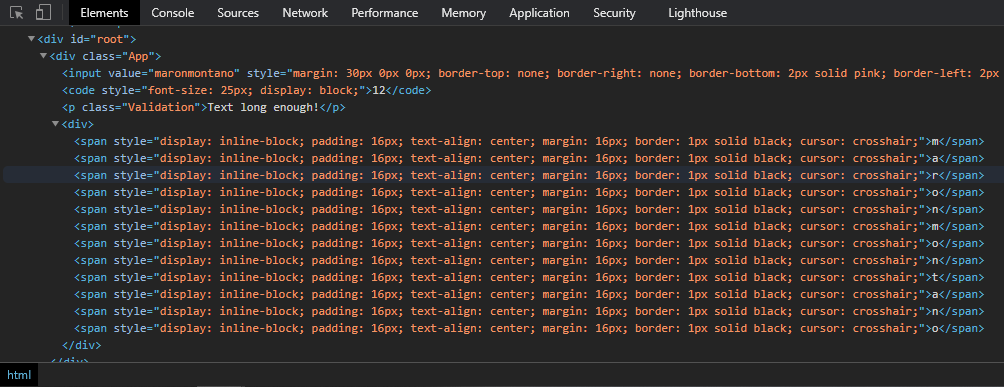 Elements Console Sources Network Performance Memory Application Security Lighthouse
▼<div id="root">
▼<div class="App">
<input value="maronmontano" style="margin: 30px 0px 0px; border-top: none; border-right: none; border-bottom: 2px solid pink; border-left: 2px
<code style="font-size: 25px; display: block;">12</code>
<p class="Validation">Text long enough!</p>
▼<div>
<span style="display: inline-block; padding: 16px; text-align: center; margin: 16px; border: 1px solid black; cursor: crosshair;">m</span>
<span style="display: inline-block; padding: 16px; text-align: center; margin: 16px; border: 1px solid black; cursor: crosshair;">a</span>
<span style="display: inline-block; padding: 16px; text-align: center; margin: 16px; border: 1px solid black; cursor: crosshair;">r</span>
<span style="display: inline-block; padding: 16px; text-align: center; margin: 16px; border: 1px solid black; cursor: crosshair;">o</span>
<span style="display: inline-block; padding: 16px; text-align: center; margin: 16px; border: 1px solid black; cursor: crosshair;">n</span>
<span style="display: inline-block; padding: 16px; text-align: center; margin: 16px; border: 1px solid black; cursor: crosshair;">m</span>
<span style="display: inline-block; padding: 16px; text-align: center; margin: 16px; border: 1px solid black; cursor: crosshair;">o</span>
<span style="display: inline-block; padding: 16px; text-align: center; margin: 16px; border: 1px solid black; cursor: crosshair;">n</span>
<span style="display: inline-block; padding: 16px; text-align: center; margin: 16px; border: 1px solid black; cursor: crosshair;">t</span>
<span style="display: inline-block; padding: 16px; text-align: center; margin: 16px; border: 1px solid black; cursor: crosshair;">a</span>
<span style="display: inline-block; padding: 16px; text-align: center; margin: 16px; border: 1px solid black; cursor: crosshair;">n</span>
<span style="display: inline-block; padding: 16px; text-align: center; margin: 16px; border: 1px solid black; cursor: crosshair;">o</span>
</div>
</div>
html